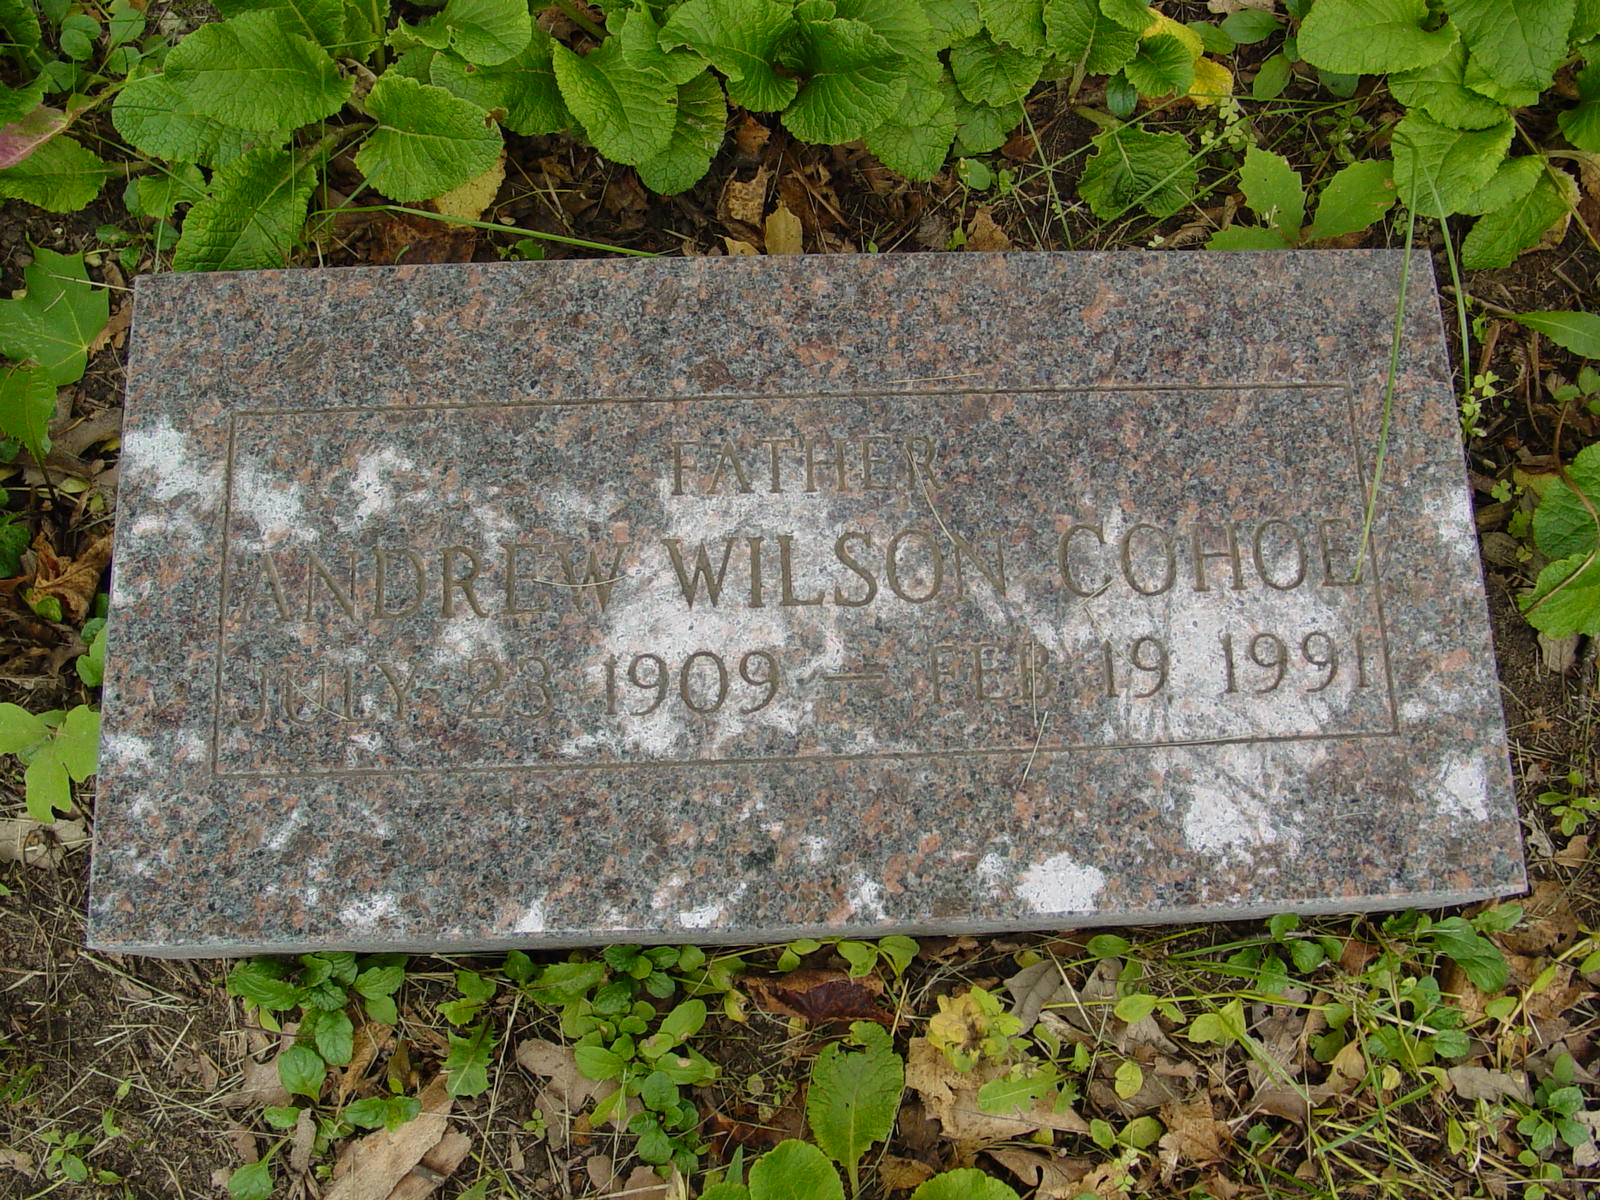 FATHER
ANDREW WILSON COHOE
JULY 23 1909 — FEB 19 1991